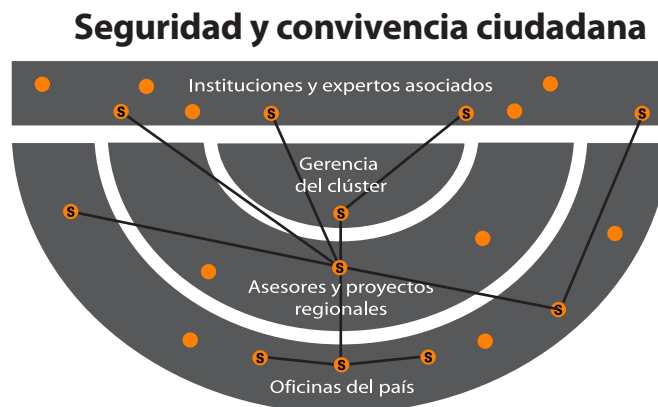 Seguridad y convivencia ciudadana
Instituciones y expertos asociados
S S S S
Gerencia
del clúster
S S
S
Asesores y proyectos
regionales
S
S S S
Oficinas del país